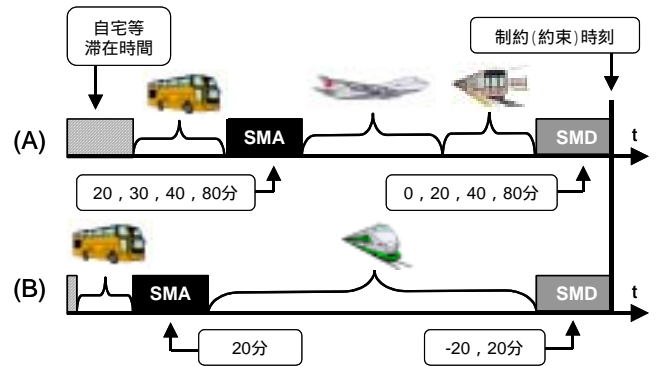 自宅等
滞在時間
制約(約束)時刻
(A)
SMA
SMD
t
20 , 30 , 40 , 80分
0 , 20 , 40 , 80分
(B)
SMA
SMD
t
20分
-20 , 20分